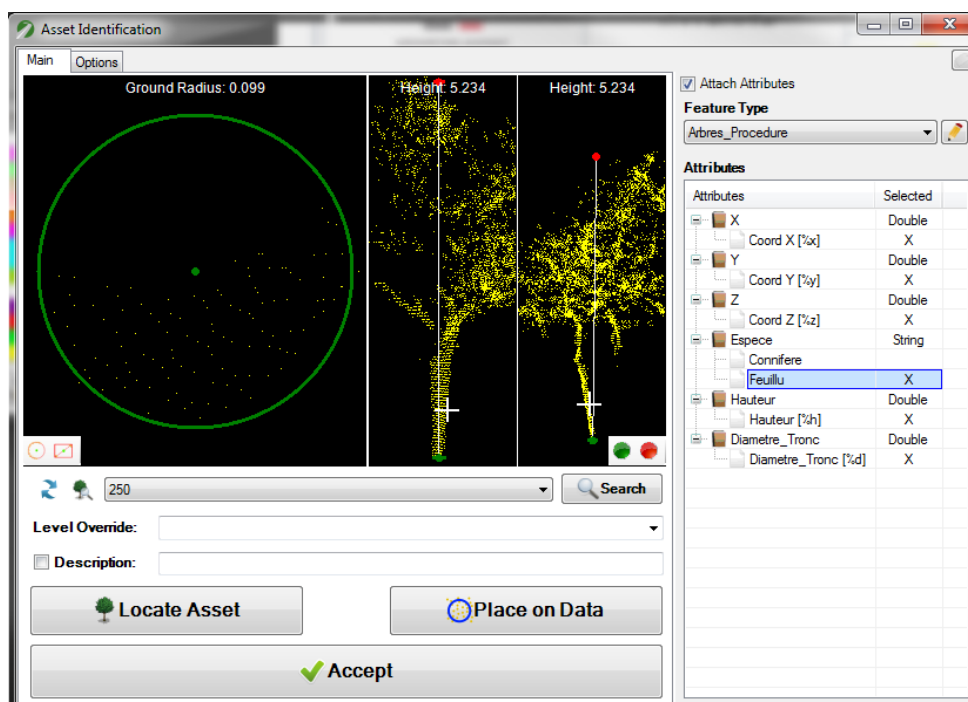 Asset Identification
Main
Options
Ground Radius: 0.099
Height: 5.234
Height: 5.234
250
Search
Level Override:
Description:
Locate Asset
Place on Data
Accept
Attach Attributes
Feature Type
Arbres_Procedure
Attributes
Attributes Selected
X Double
Coord X [%x] X
Y Double
Coord Y [%y] X
Z Double
Coord Z [%z] X
Espece String
Connifere
Feuillu X
Hauteur Double
Hauteur [%h] X
Diametre_Tronc Double
Diametre_Tronc [%d] X